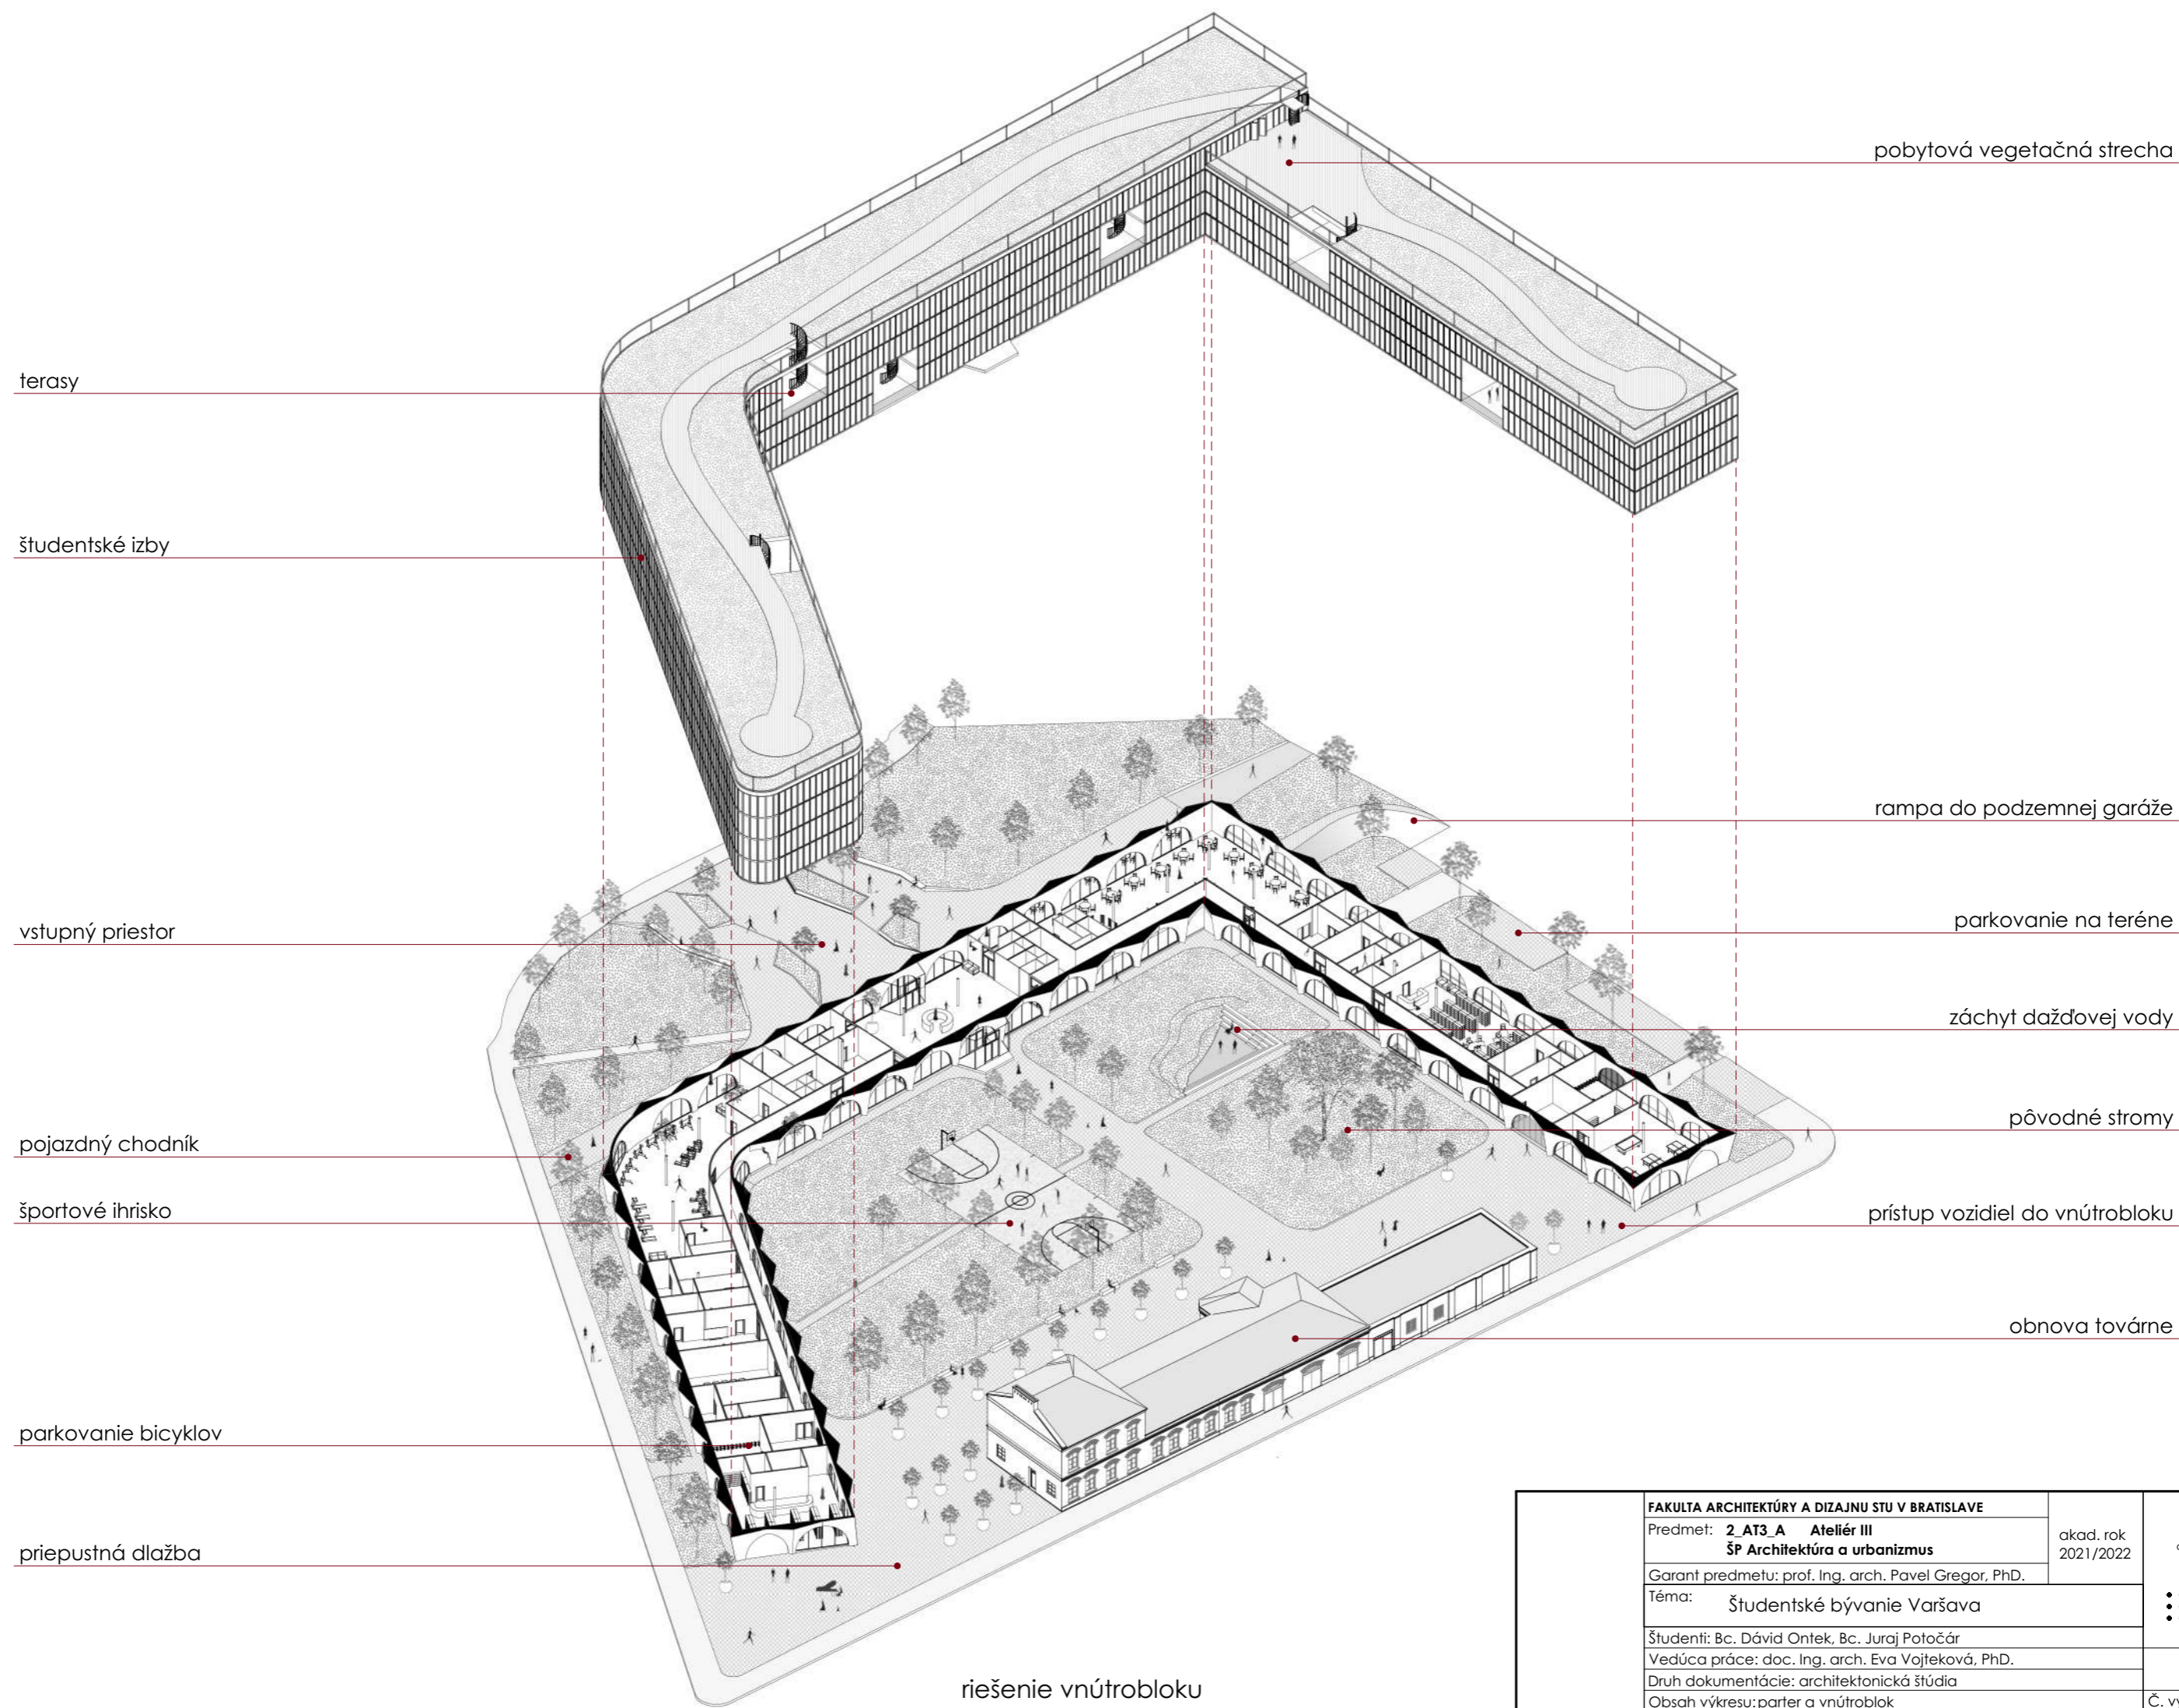 pobytová vegetačná strecha
terasy
študentské izby
rampa do podzemnej garáže
vstupný priestor
parkovanie na teréne
záchyt dažďovej vody
pôvodné stromy
pojazdný chodník
športové ihrisko
prístup vozidiel do vnútrobloku
obnova továrne
parkovanie bicyklov
priepustná dlažba
riešenie vnútrobloku
FAKULTA ARCHITEKTÚRY A DIZAJNU STU V BRATISLAVE
Predmet: 2_AT3_A Ateliér III
ŠP Architektúra a urbanizmus
akad. rok
2021/2022
Garant predmetu: prof. Ing. arch. Pavel Gregor, PhD.
Téma: Študentské bývanie Varšava
Študenti: Bc. Dávid Ontek, Bc. Juraj Potočár
Vedúca práce: doc. Ing. arch. Eva Vojteková, PhD.
Druh dokumentácie: architektonická štúdia
Obsah výkresu: parter a vnútroblok